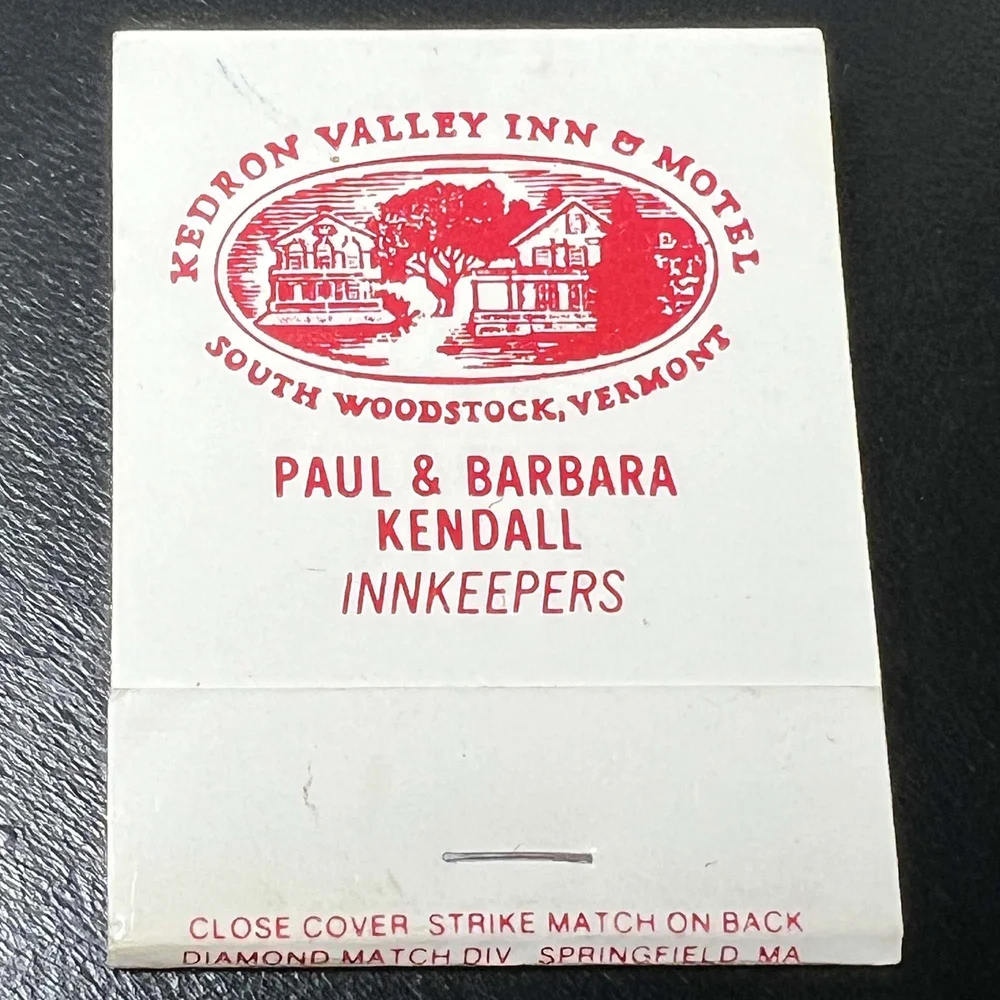 KEDRON VALLEY INN & MOTEL
SOUTH WOODSTOCK, VERMONT
PAUL & BARBARA
KENDALL
INNKEEPERS
CLOSE COVER STRIKE MATCH ON BACK
DIAMOND MATCH DIV SPRINGFIELD MA